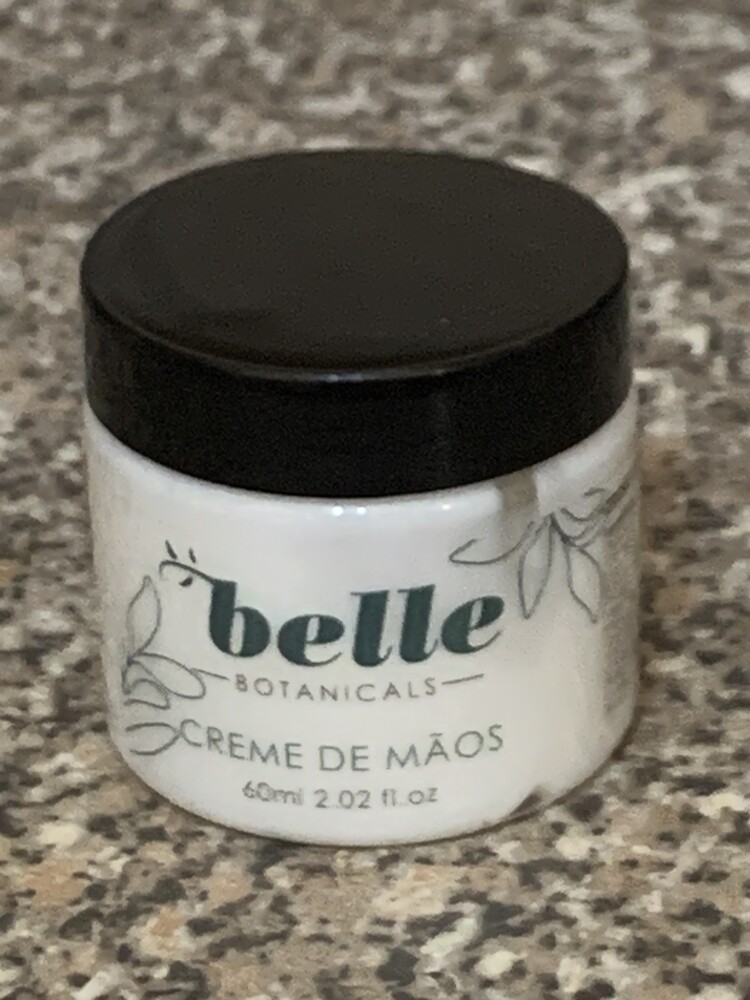 belle
BOTANICALS
CREME DE MÃOS
60ml 2.02 fl.oz